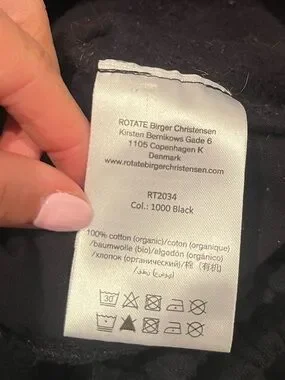 ROTATE Birger Christensen
Kirsten Bernikows Gade 6
1105 Copenhagen K
Denmark
www.rotatebirgerchristensen.com
RT2034
Col.: 1000 Black
100% cotton (organic)/coton (organique)
/baumwolle (bio)/algodón (orgánico)
/хлопок (органический)/棉（有机）
30